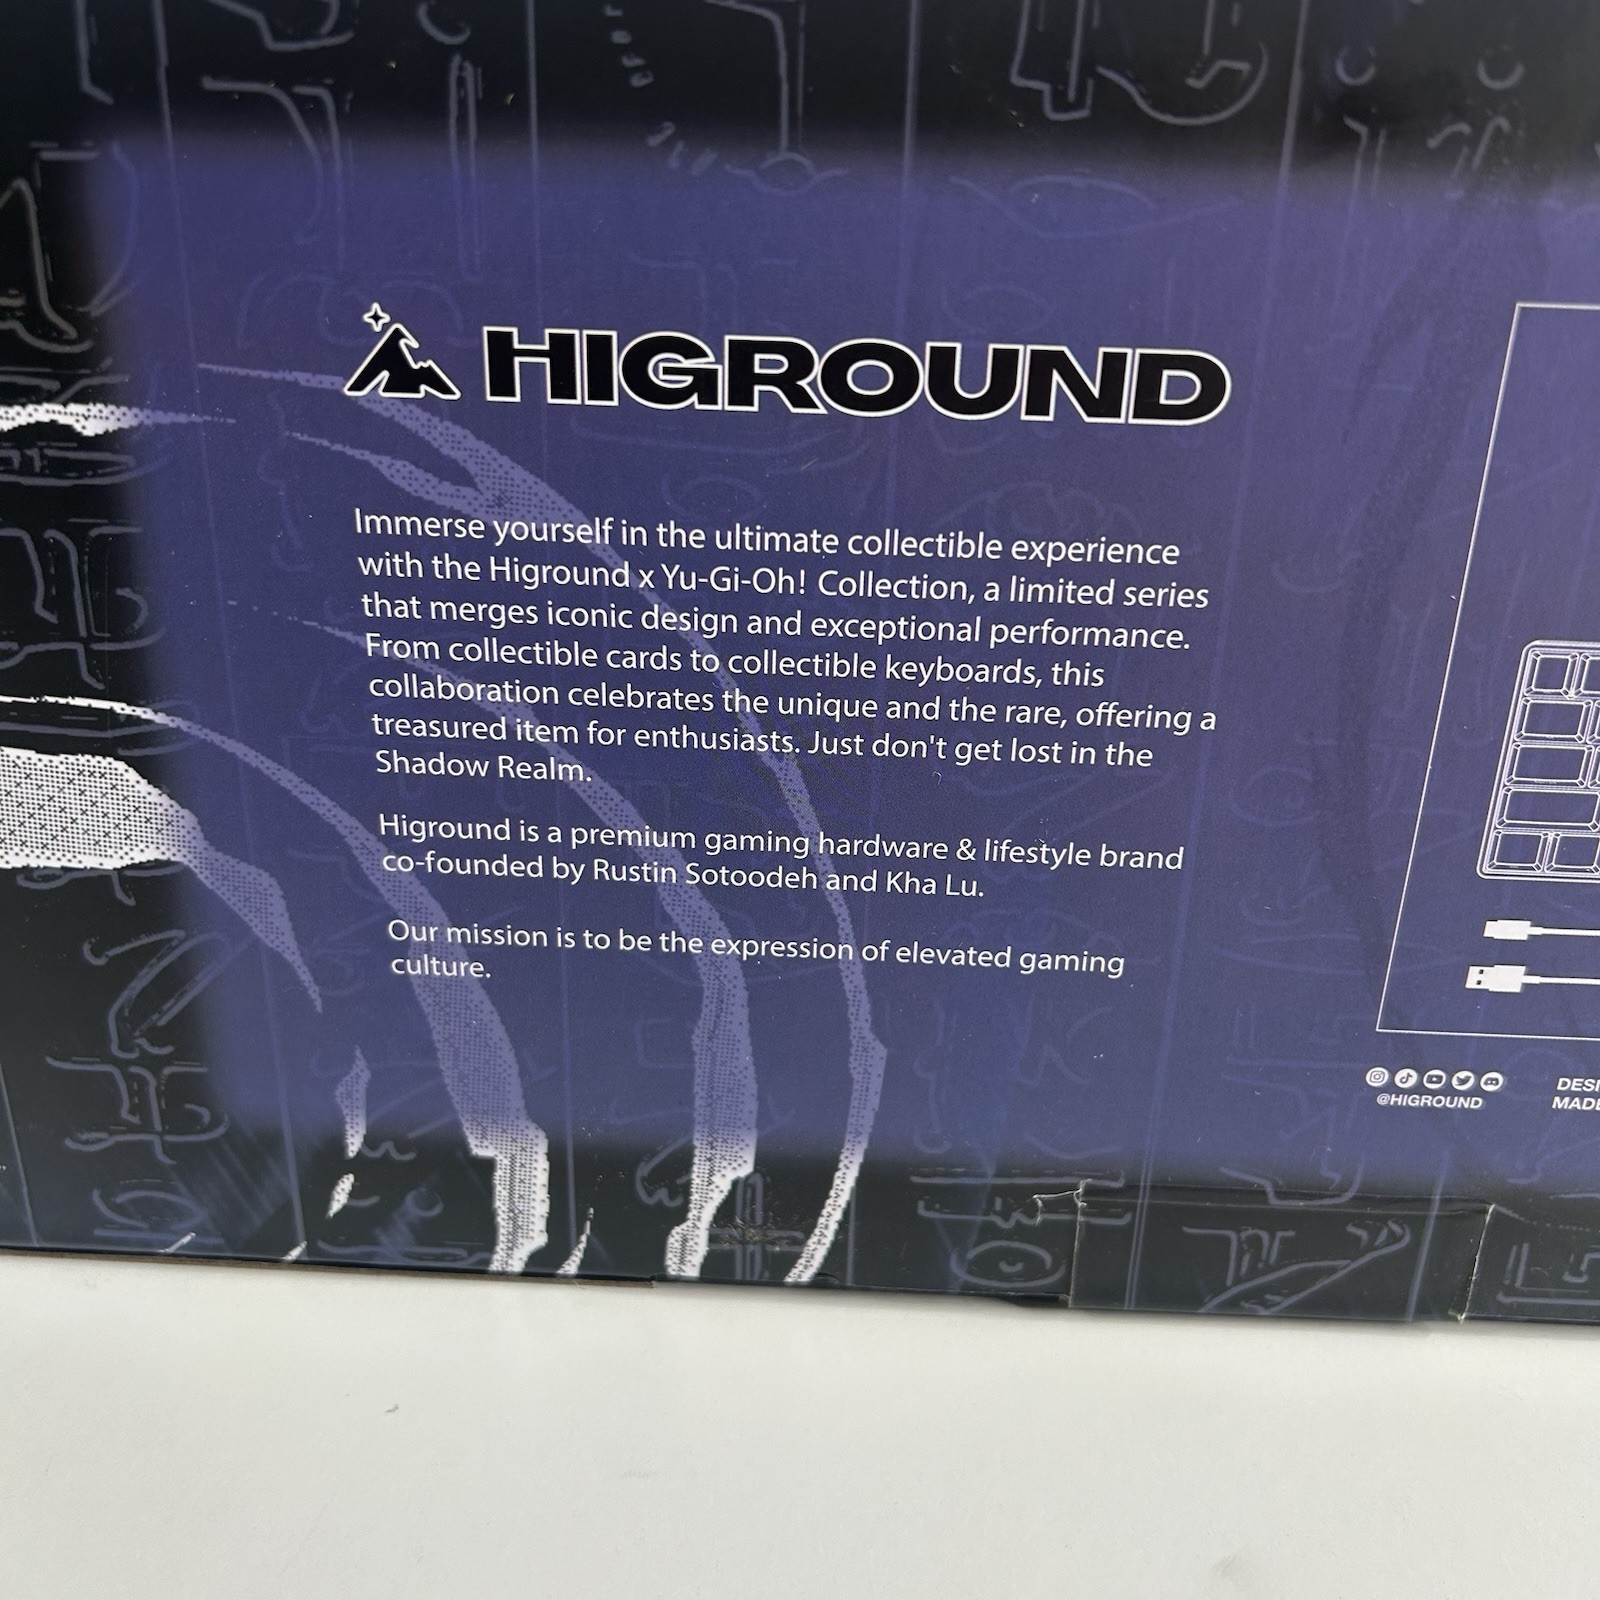 HIGROUND
Immerse yourself in the ultimate collectible experience
with the Higround x Yu-Gi-Oh! Collection, a limited series
that merges iconic design and exceptional performance.
From collectible cards to collectible keyboards, this
collaboration celebrates the unique and the rare, offering a
treasured item for enthusiasts. Just don't get lost in the
Shadow Realm.
Higround is a premium gaming hardware & lifestyle brand
co-founded by Rustin Sotoodeh and Kha Lu.
Our mission is to be the expression of elevated gaming
culture.
@HIGROUND
DESI
MADE